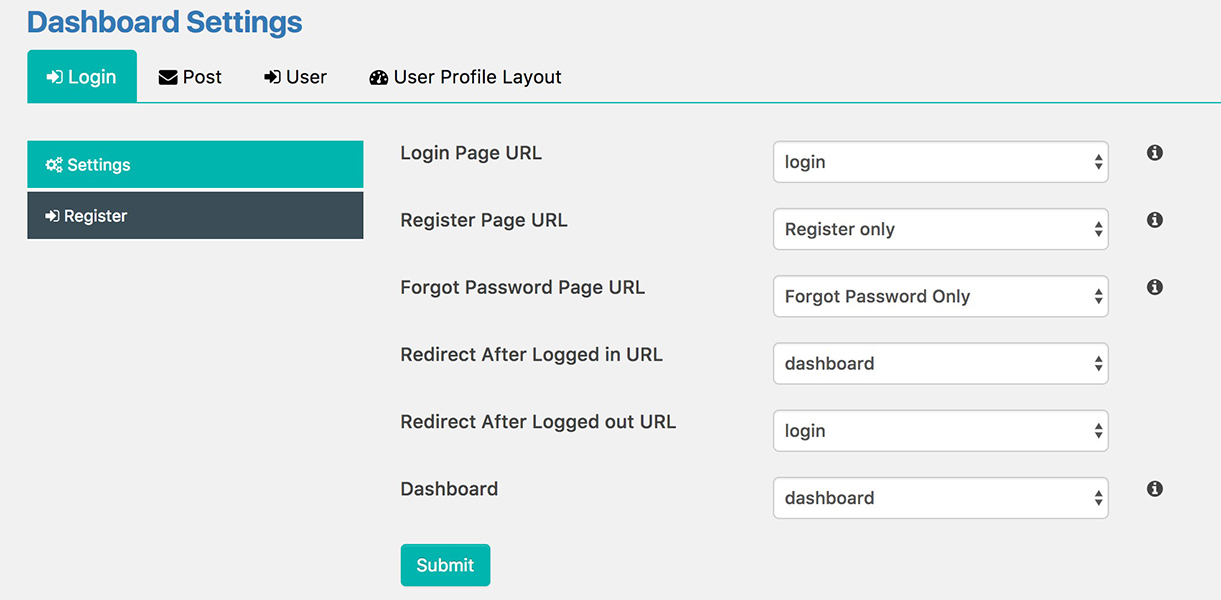 Dashboard Settings
Login Post User User Profile Layout
Settings
Register
Login Page URL login
Register Page URL Register only
Forgot Password Page URL Forgot Password Only
Redirect After Logged in URL dashboard
Redirect After Logged out URL login
Dashboard dashboard
Submit